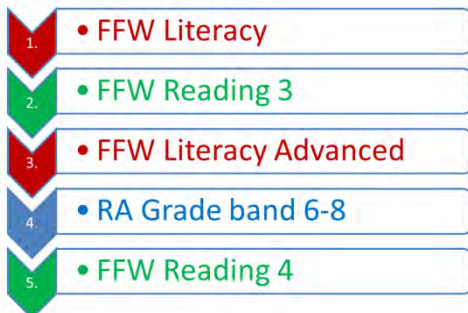 1. • FFW Literacy
2. • FFW Reading 3
3. • FFW Literacy Advanced
4. • RA Grade band 6-8
5. • FFW Reading 4